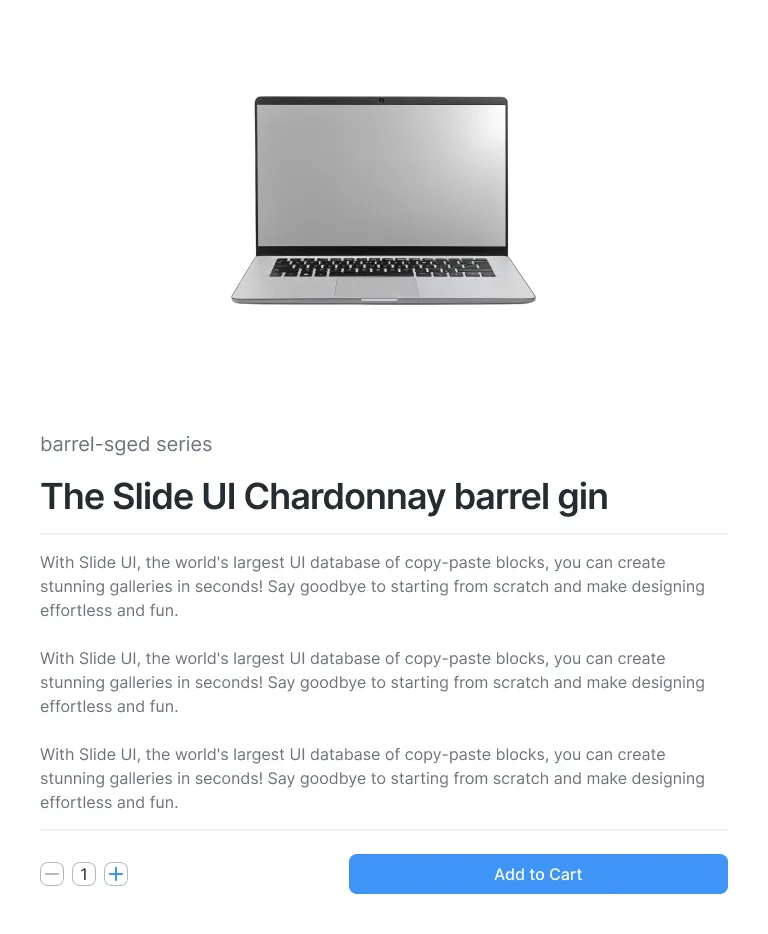 barrel-sged series
The Slide UI Chardonnay barrel gin
With Slide UI, the world's largest UI database of copy-paste blocks, you can create
stunning galleries in seconds! Say goodbye to starting from scratch and make designing
effortless and fun.
With Slide UI, the world's largest UI database of copy-paste blocks, you can create
stunning galleries in seconds! Say goodbye to starting from scratch and make designing
effortless and fun.
With Slide UI, the world's largest UI database of copy-paste blocks, you can create
stunning galleries in seconds! Say goodbye to starting from scratch and make designing
effortless and fun.
1
Add to Cart